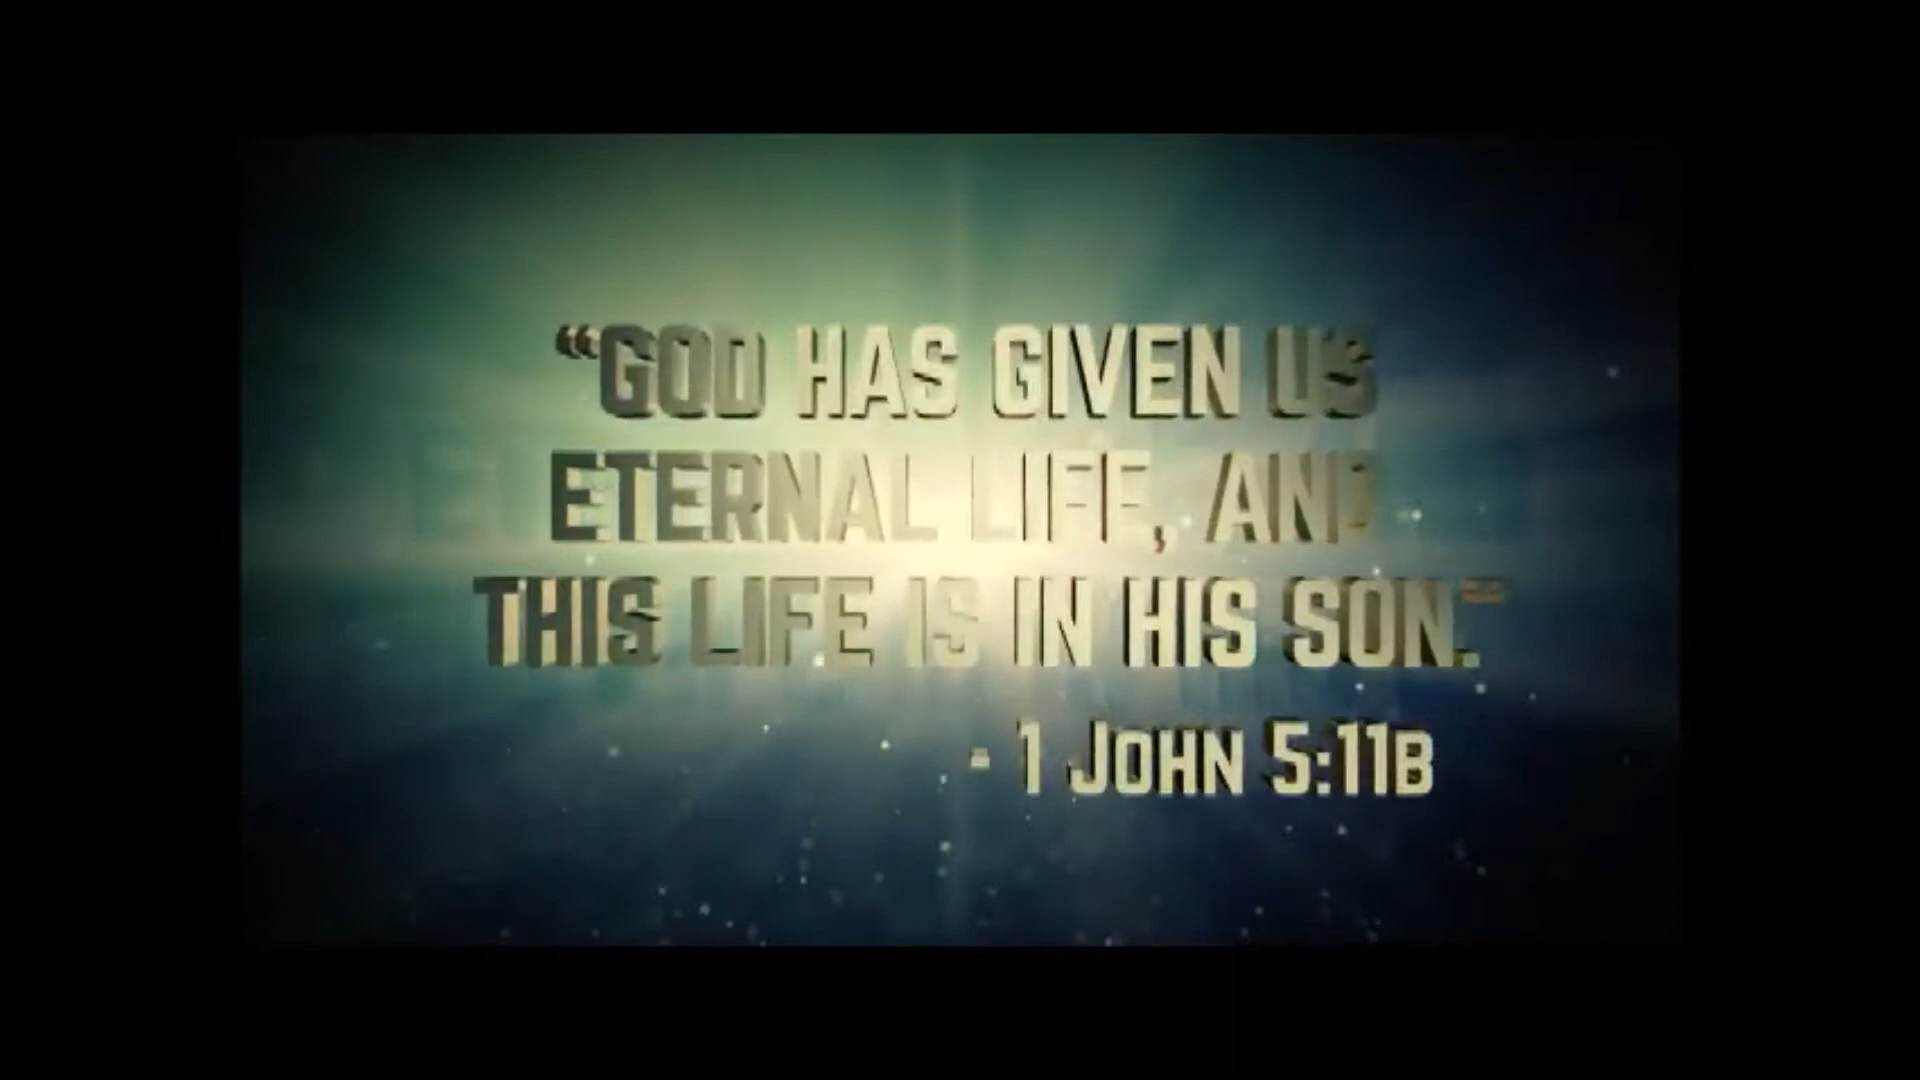 “GOD HAS GIVEN US
ETERNAL LIFE, AND
THIS LIFE IS IN HIS SON.”
- 1 JOHN 5:11B